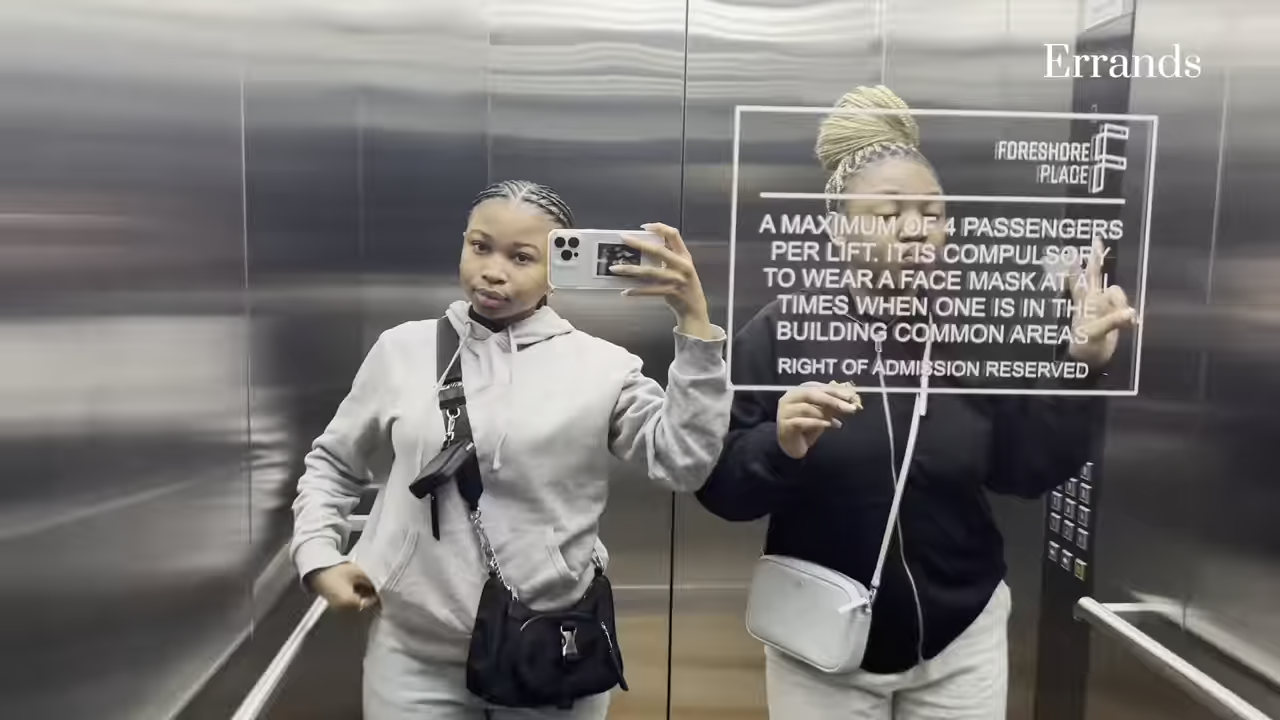 Errands
FORESHORE
PLACE
A MAXIMUM OF 4 PASSENGERS
PER LIFT. IT IS COMPULSORY
TO WEAR A FACE MASK AT ALL
TIMES WHEN ONE IS IN THE
BUILDING COMMON AREAS
RIGHT OF ADMISSION RESERVED